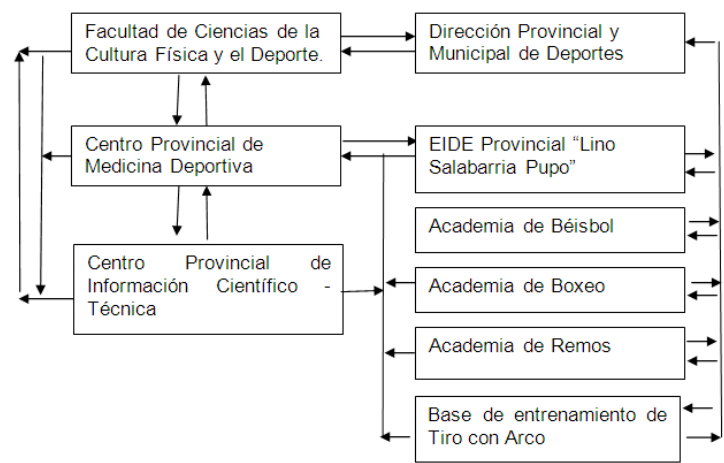 Facultad de Ciencias de la
Cultura Física y el Deporte.
Dirección Provincial y
Municipal de Deportes
Centro Provincial de
Medicina Deportiva
EIDE Provincial “Lino
Salabarria Pupo”
Academia de Béisbol
Centro Provincial de
Información Científico -
Técnica
Academia de Boxeo
Academia de Remos
Base de entrenamiento de
Tiro con Arco